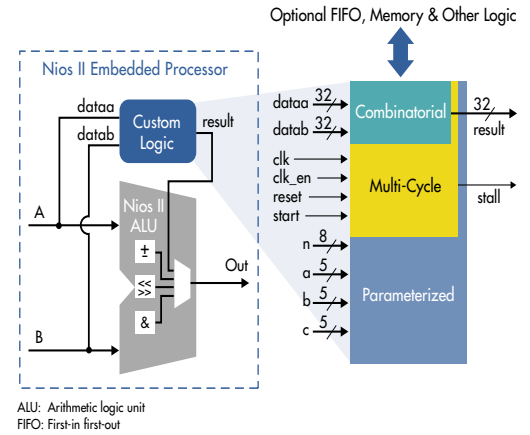 Optional FIFO, Memory & Other Logic
Nios II Embedded Processor
dataa
datab
Custom
Logic
result
A
Nios II
ALU
±
<<
>>
&
Out
B
dataa 32
datab 32
clk
clk_en
reset
start
n 8
a 5
b 5
c 5
Combinatorial
Multi-Cycle
Parameterized
32
result
stall
ALU: Arithmetic logic unit
FIFO: First-in first-out